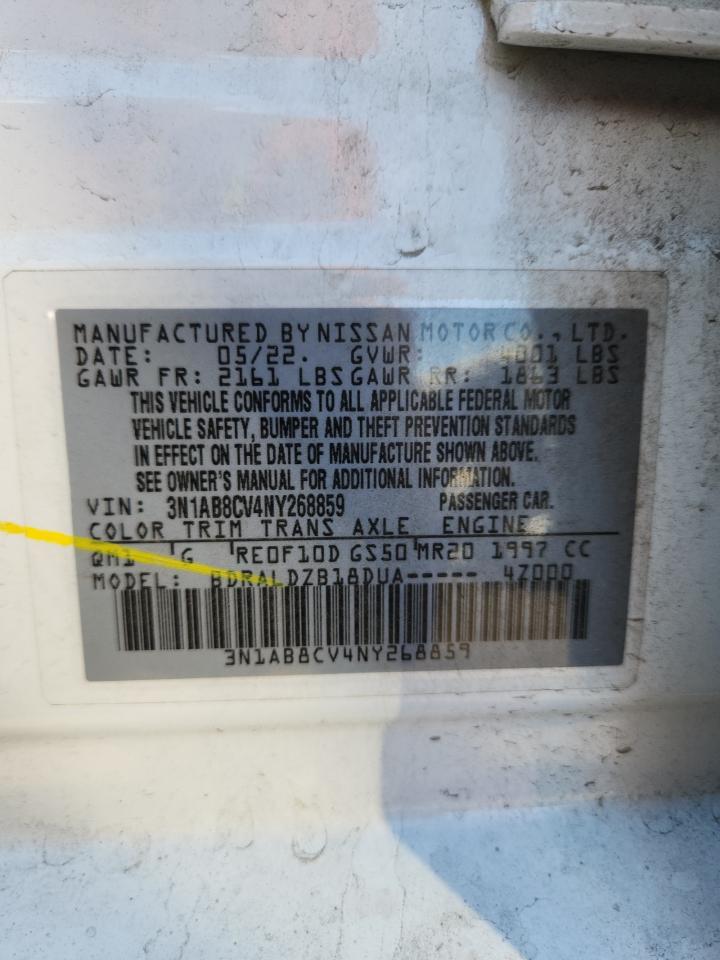 MANUFACTURED BY NISSAN MOTOR CO., LTD.
DATE: 05/22. GVWR: 4001 LBS
GAWR FR: 2161 LBS GAWR RR: 1863 LBS
THIS VEHICLE CONFORMS TO ALL APPLICABLE FEDERAL MOTOR
VEHICLE SAFETY, BUMPER AND THEFT PREVENTION STANDARDS
IN EFFECT ON THE DATE OF MANUFACTURE SHOWN ABOVE.
SEE OWNER'S MANUAL FOR ADDITIONAL INFORMATION.
VIN: 3N1AB8CV4NY268859 PASSENGER CAR.
COLOR TRIM TRANS AXLE ENGINE
QM1 G RE0F10D GS50 MR20 1997 CC
MODEL: BDRALDZB18DUA----- 4Z000
3N1AB8CV4NY268859